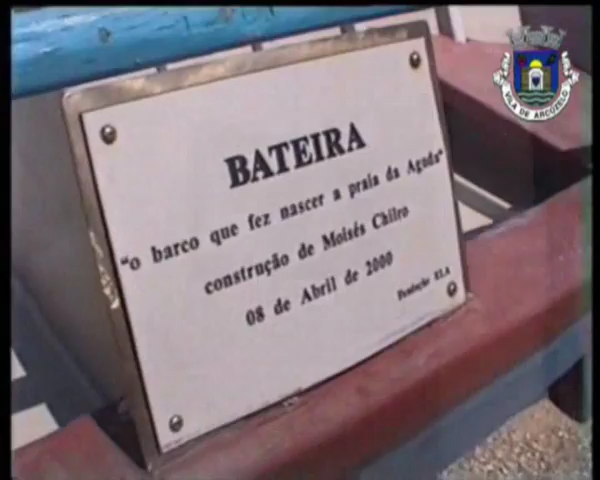 VILA DE ARCOZELO
BATEIRA
"o barco que fez nascer a praia da Aguda"
construção de Moisés Chilro
08 de Abril de 2000
Fundação ELA